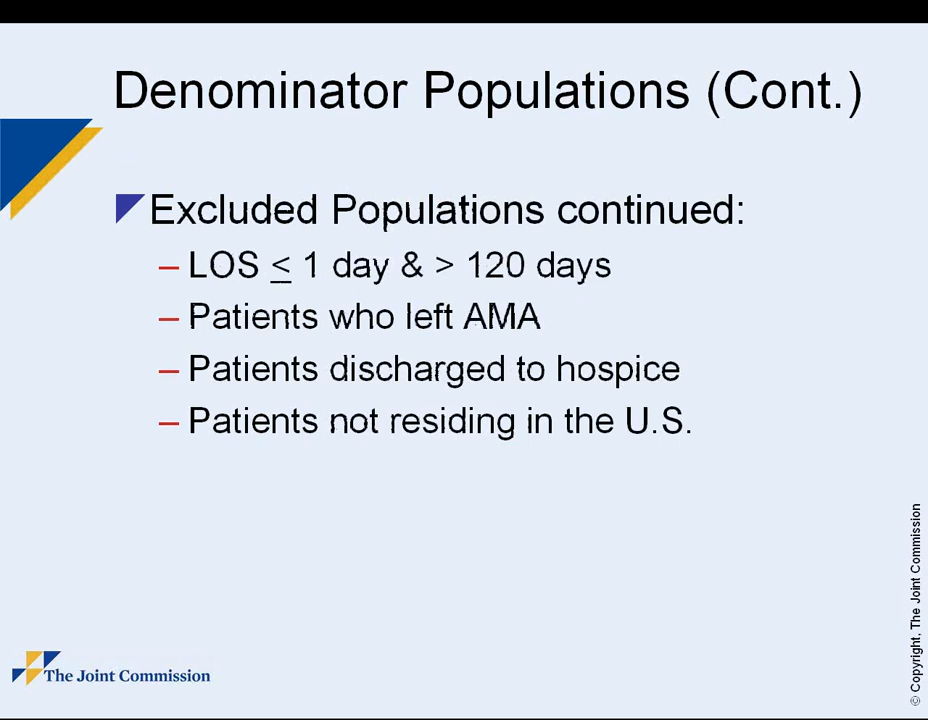 Denominator Populations (Cont.)
Excluded Populations continued:
– LOS ≤ 1 day & > 120 days
– Patients who left AMA
– Patients discharged to hospice
– Patients not residing in the U.S.
© Copyright, The Joint Commission
The Joint Commission